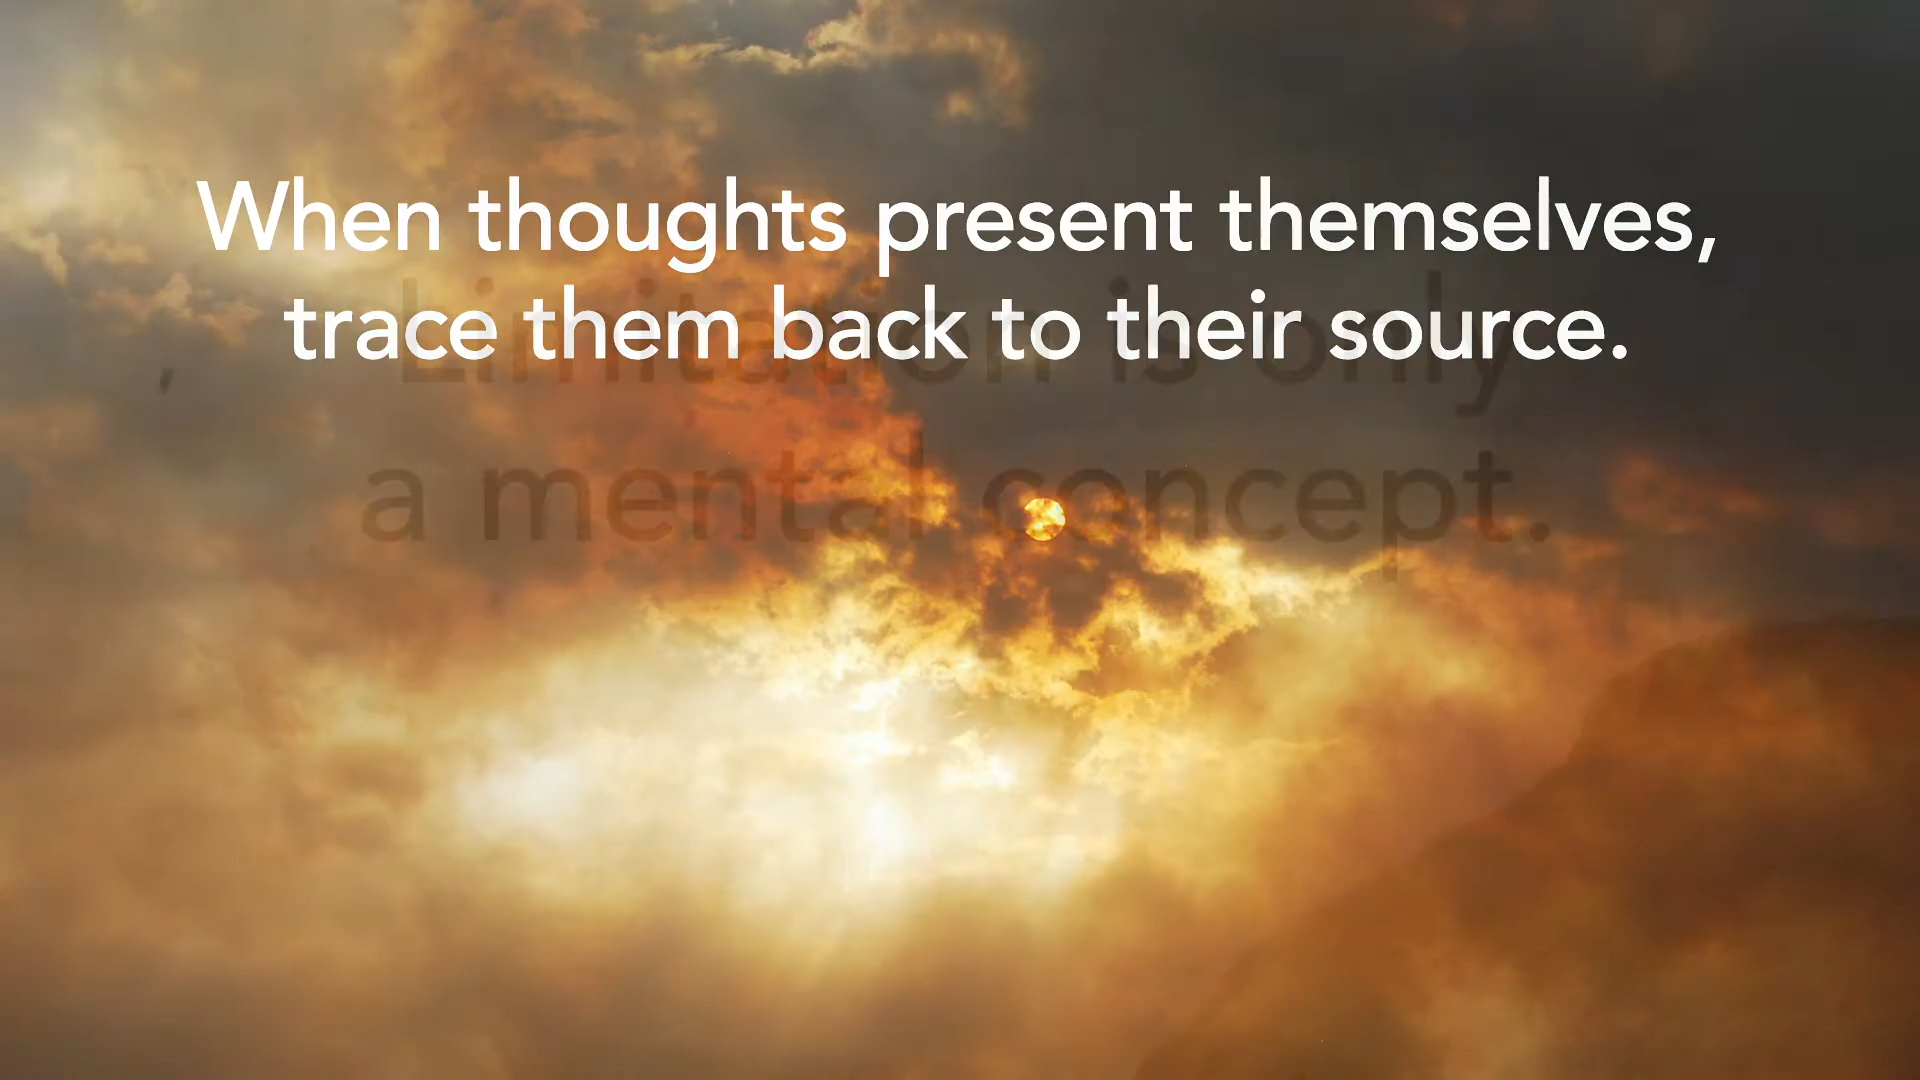 When thoughts present themselves,
trace them back to their source.
Limitation is only
a mental concept.